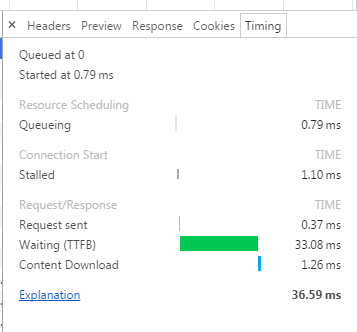 × Headers Preview Response Cookies Timing
Queued at 0
Started at 0.79 ms
Resource Scheduling TIME
Queueing 0.79 ms
Connection Start TIME
Stalled 1.10 ms
Request/Response TIME
Request sent 0.37 ms
Waiting (TTFB) 33.08 ms
Content Download 1.26 ms
Explanation 36.59 ms